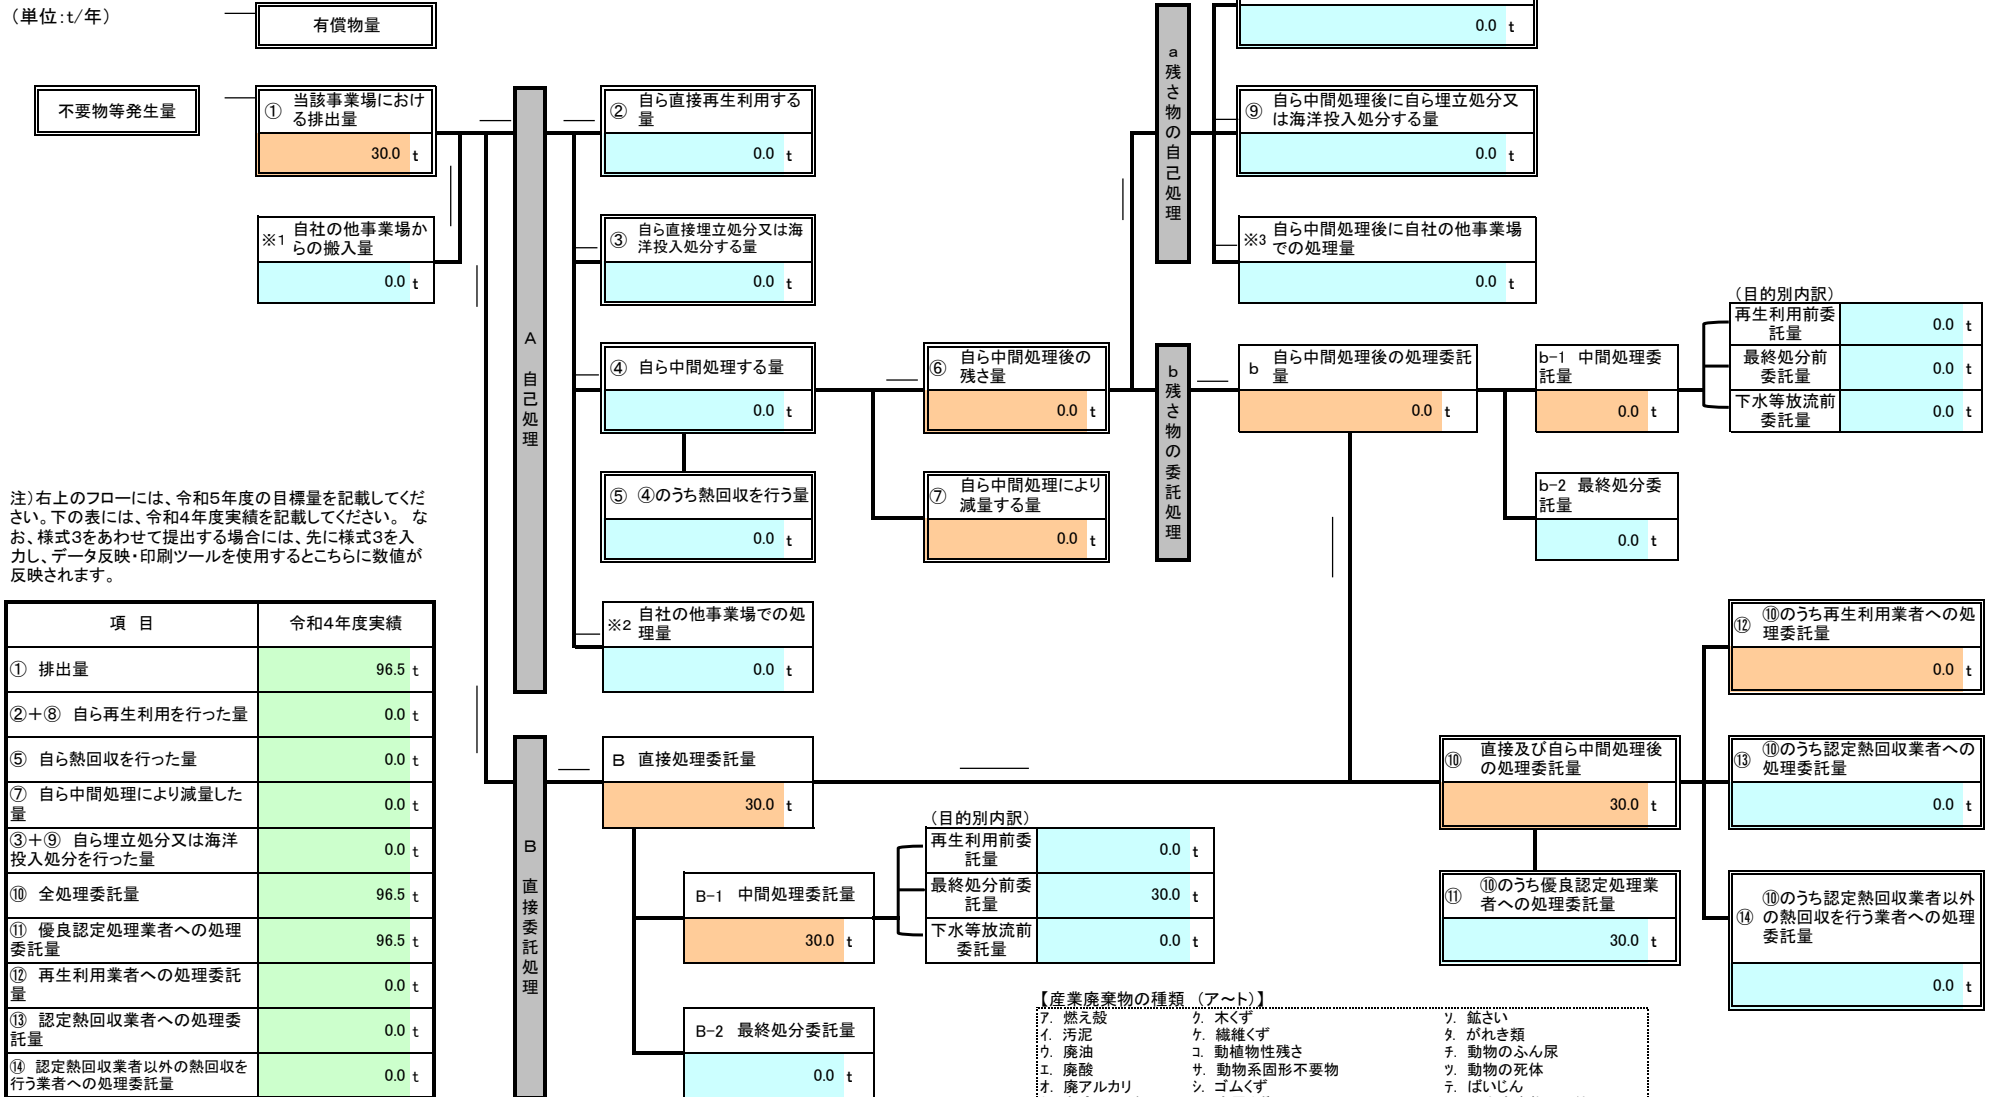 (単位:t/年)
有償物量
不要物等発生量
① 当該事業場におけ
る排出量
30.0 t
※1 自社の他事業場か
らの搬入量
0.0 t
A 自己処理
② 自ら直接再生利用する
量
0.0 t
③ 自ら直接埋立処分又は海
洋投入処分する量
0.0 t
④ 自ら中間処理する量
0.0 t
⑤ ④のうち熱回収を行う量
0.0 t
※2 自社の他事業場での処
理量
0.0 t
⑥ 自ら中間処理後の
残さ量
0.0 t
⑦ 自ら中間処理により
減量する量
0.0 t
a 残さ物の自己処理
0.0 t
⑨ 自ら中間処理後に自ら埋立処分又
は海洋投入処分する量
0.0 t
※3 自ら中間処理後に自社の他事業場
での処理量
0.0 t
b 残さ物の委託処理
b 自ら中間処理後の処理委託
量
0.0 t
b-1 中間処理委
託量
0.0 t
(目的別内訳)
再生利用前委
託量
0.0 t
最終処分前
委託量
0.0 t
下水等放流前
委託量
0.0 t
b-2 最終処分委
託量
0.0 t
注)右上のフローには、令和5年度の目標量を記載してくだ
さい。下の表には、令和4年度実績を記載してください。 な
お、様式3をあわせて提出する場合には、先に様式3を入
力し、データ反映・印刷ツールを使用するとこちらに数値が
反映されます。
項 目 令和4年度実績
① 排出量 96.5 t
②+⑧ 自ら再生利用を行った量 0.0 t
⑤ 自ら熱回収を行った量 0.0 t
⑦ 自ら中間処理により減量した
量 0.0 t
③+⑨ 自ら埋立処分又は海洋
投入処分を行った量 0.0 t
⑩ 全処理委託量 96.5 t
⑪ 優良認定処理業者への処理
委託量 96.5 t
⑫ 再生利用業者への処理委託
量 0.0 t
⑬ 認定熱回収業者への処理委
託量 0.0 t
⑭ 認定熱回収業者以外の熱回収を
行う業者への処理委託量 0.0 t
B 直接委託処理
B 直接処理委託量
30.0 t
B-1 中間処理委託量
30.0 t
(目的別内訳)
再生利用前委
託量
0.0 t
最終処分前委
託量
30.0 t
下水等放流前
委託量
0.0 t
B-2 最終処分委託量
0.0 t
⑩ 直接及び自ら中間処理後
の処理委託量
30.0 t
⑪ ⑩のうち優良認定処理業
者への処理委託量
30.0 t
⑫ ⑩のうち再生利用業者への処
理委託量
0.0 t
⑬ ⑩のうち認定熱回収業者への
処理委託量
0.0 t
⑭ ⑩のうち認定熱回収業者以外
の熱回収を行う業者への処理
委託量
0.0 t
【産業廃棄物の種類 (ア~ト)】
ア. 燃え殻 ク. 木くず ソ. 鉱さい
イ. 汚泥 ケ. 繊維くず タ. がれき類
ウ. 廃油 コ. 動植物性残さ チ. 動物のふん尿
エ. 廃酸 サ. 動物系固形不要物 ツ. 動物の死体
オ. 廃アルカリ シ. ゴムくず テ. ばいじん